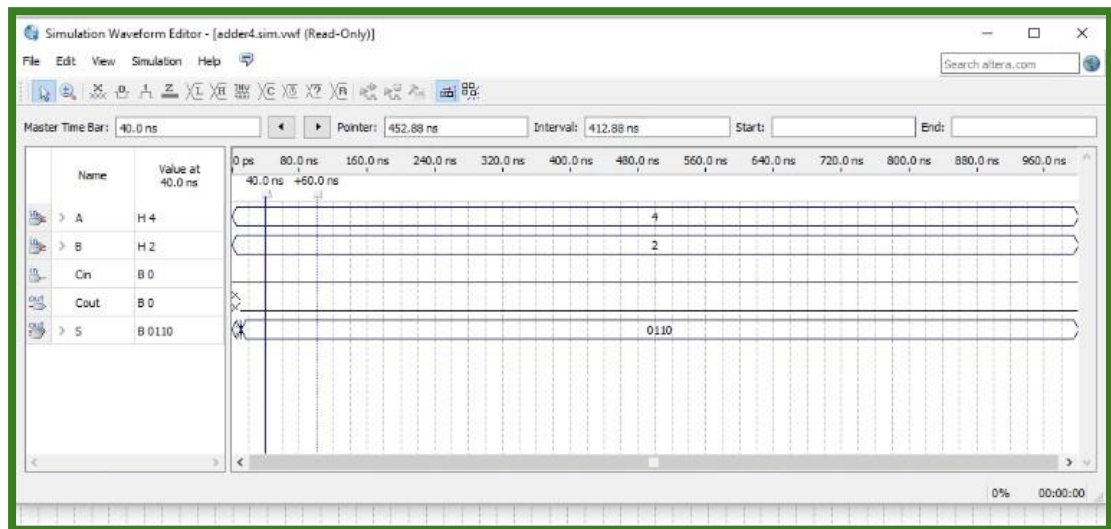 Simulation Waveform Editor - [adder4.sim.vwf (Read-Only)]
File Edit View Simulation Help
Search altera.com
Master Time Bar: 40.0 ns Pointer: 452.88 ns Interval: 412.88 ns Start: End:
Name Value at 40.0 ns
0 ps 80.0 ns 160.0 ns 240.0 ns 320.0 ns 400.0 ns 480.0 ns 560.0 ns 640.0 ns 720.0 ns 800.0 ns 880.0 ns 960.0 ns
40.0 ns +60.0 ns
A H 4 4
B H 2 2
Cin B 0
Cout B 0
S B 0110 0110
0% 00:00:00